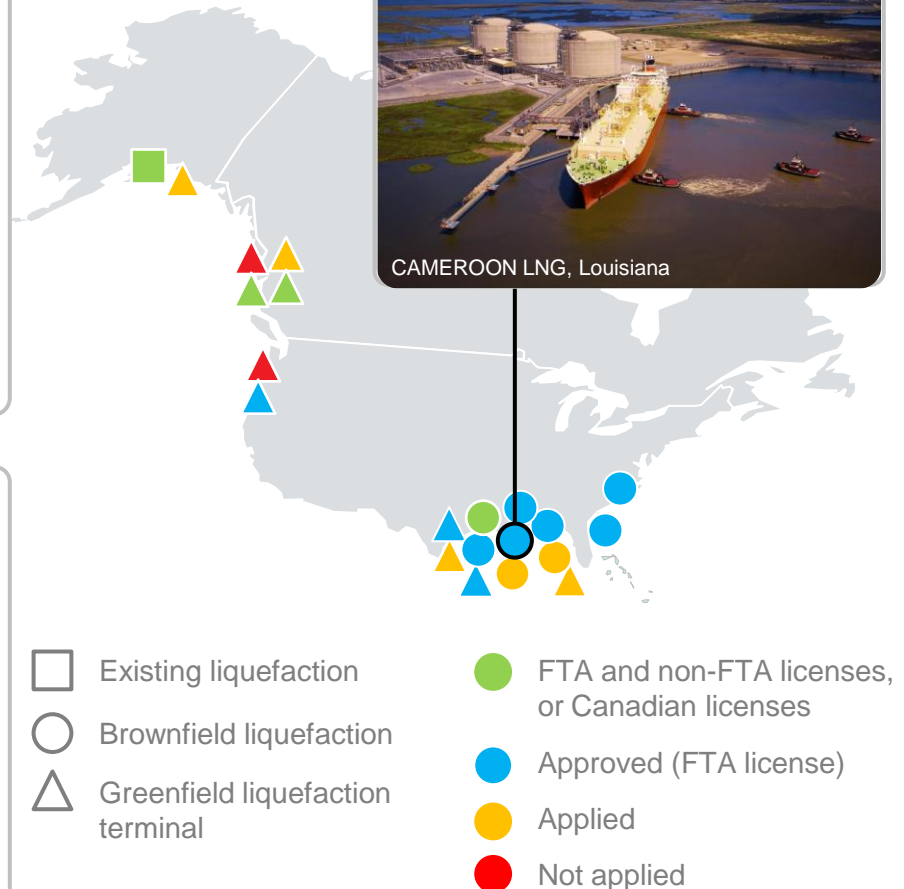 CAMEROON LNG, Louisiana
Existing liquefaction
Brownfield liquefaction
Greenfield liquefaction
terminal
FTA and non-FTA licenses,
or Canadian licenses
Approved (FTA license)
Applied
Not applied